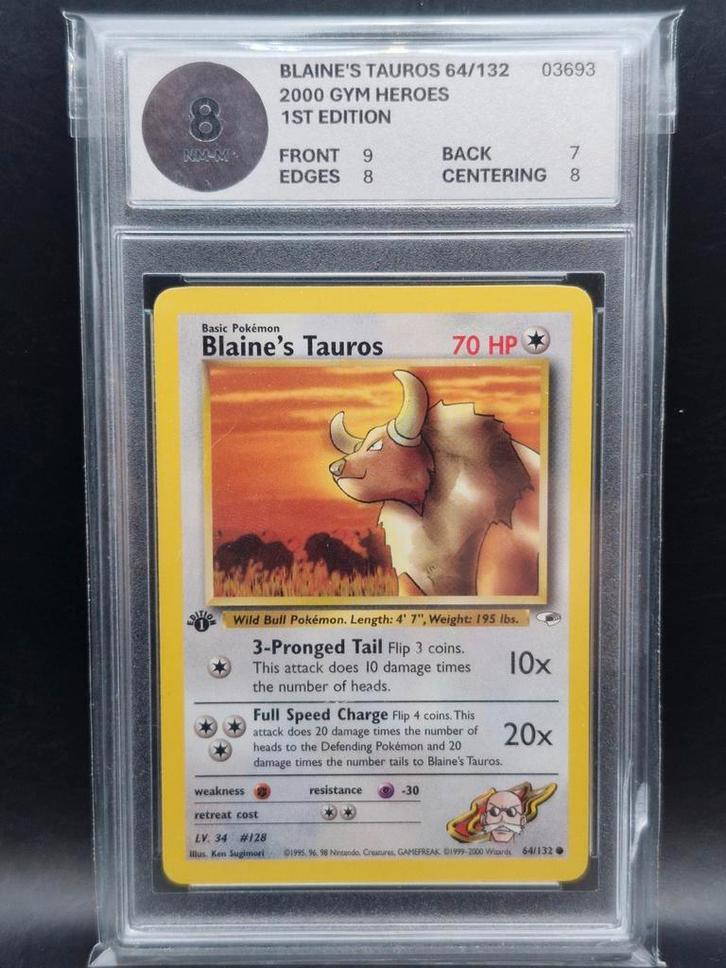 8
NM-M
BLAINE'S TAUROS 64/132 03693
2000 GYM HEROES
1ST EDITION
FRONT 9 BACK 7
EDGES 8 CENTERING 8
Basic Pokémon
Blaine's Tauros 70 HP
EDITION
1
Wild Bull Pokémon. Length: 4' 7", Weight: 195 lbs.
3-Pronged Tail Flip 3 coins.
This attack does 10 damage times
the number of heads.
10x
Full Speed Charge Flip 4 coins. This
attack does 20 damage times the number of
heads to the Defending Pokémon and 20
damage times the number tails to Blaine's Tauros.
20x
weakness resistance -30
retreat cost
LV. 34 #128
Illus. Ken Sugimori ©1995, 96, 98 Nintendo, Creatures, GAMEFREAK. ©1999-2000 Wizards. 64/132